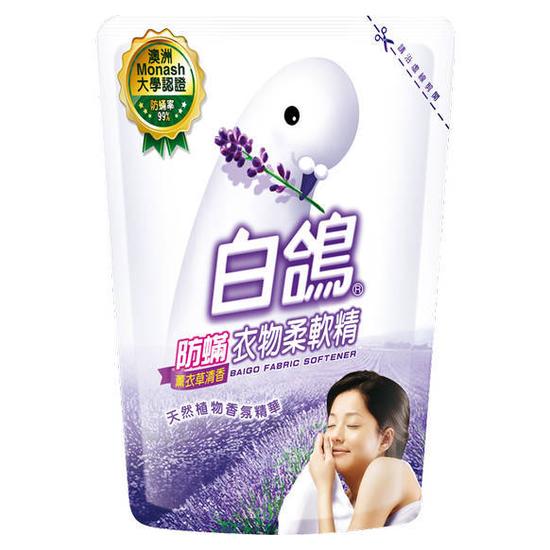 澳洲
Monash
大學認證
防蟎率
99%
請沿虛線剪開
白鴿®
防蟎衣物柔軟精
薰衣草清香
BAIGO FABRIC SOFTENER
天然植物香氛精華